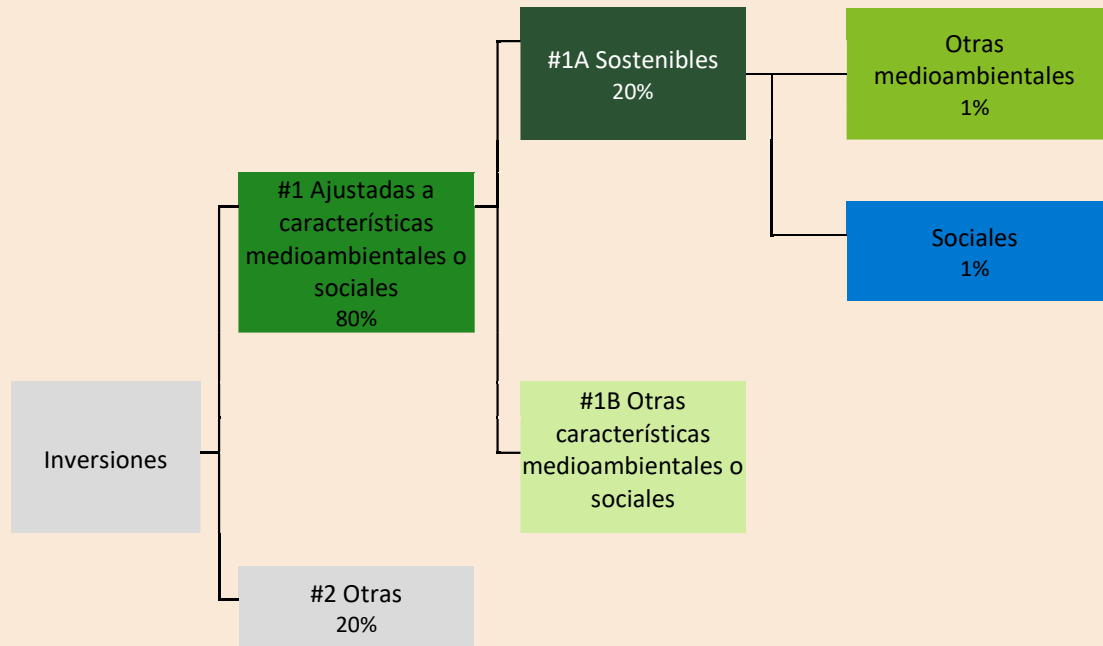 #1A Sostenibles
20%
Otras
medioambientales
1%
#1 Ajustadas a
características
medioambientales o
sociales
80%
Sociales
1%
Inversiones
#1B Otras
características
medioambientales o
sociales
#2 Otras
20%